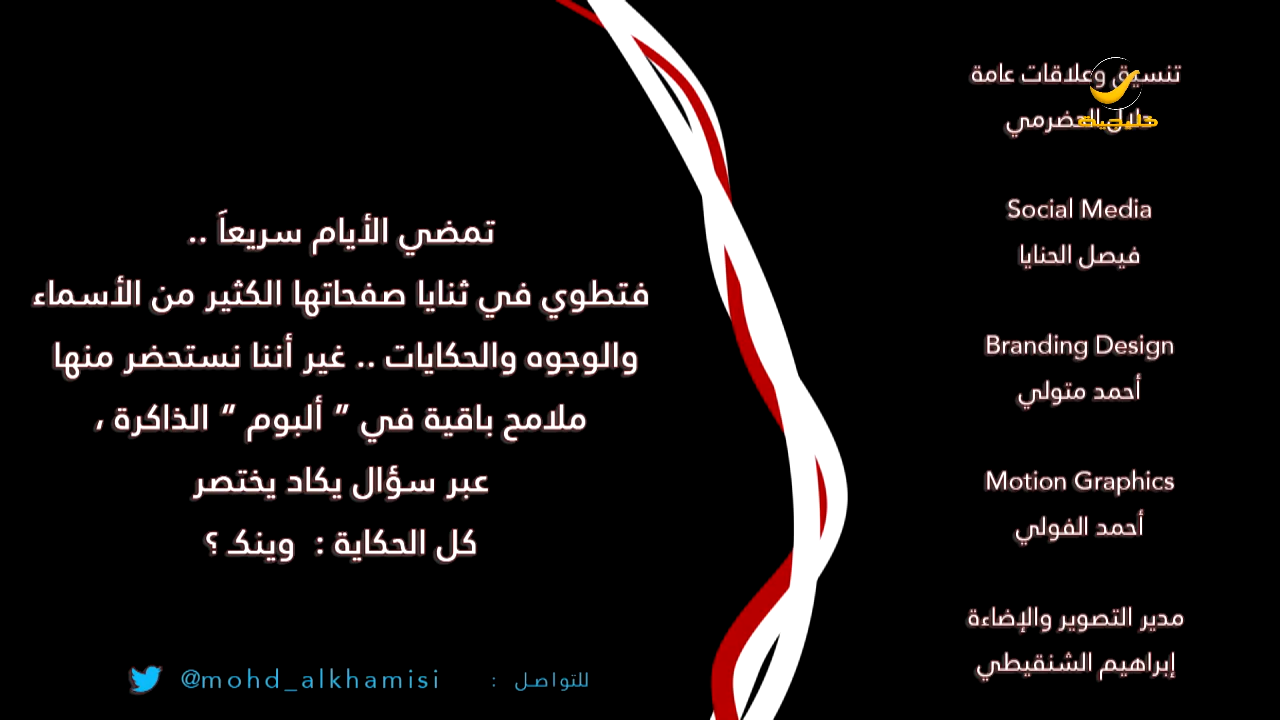 تنسيق وعلاقات عامة
الحضرمي
خليجية
Social Media
فيصل الحنايا
Branding Design
أحمد متولي
Motion Graphics
أحمد الفولي
مدير التصوير والإضاءة
إبراهيم الشنقيطي
تمضي الأيام سريعاً ..
فتطوي في ثنايا صفحاتها الكثير من الأسماء
والوجوه والحكايات .. غير أننا نستحضر منها
ملامح باقية في " ألبوم " الذاكرة ،
عبر سؤال يكاد يختصر
كل الحكاية : وينك ؟
للتواصل : @mohd_alkhamisi